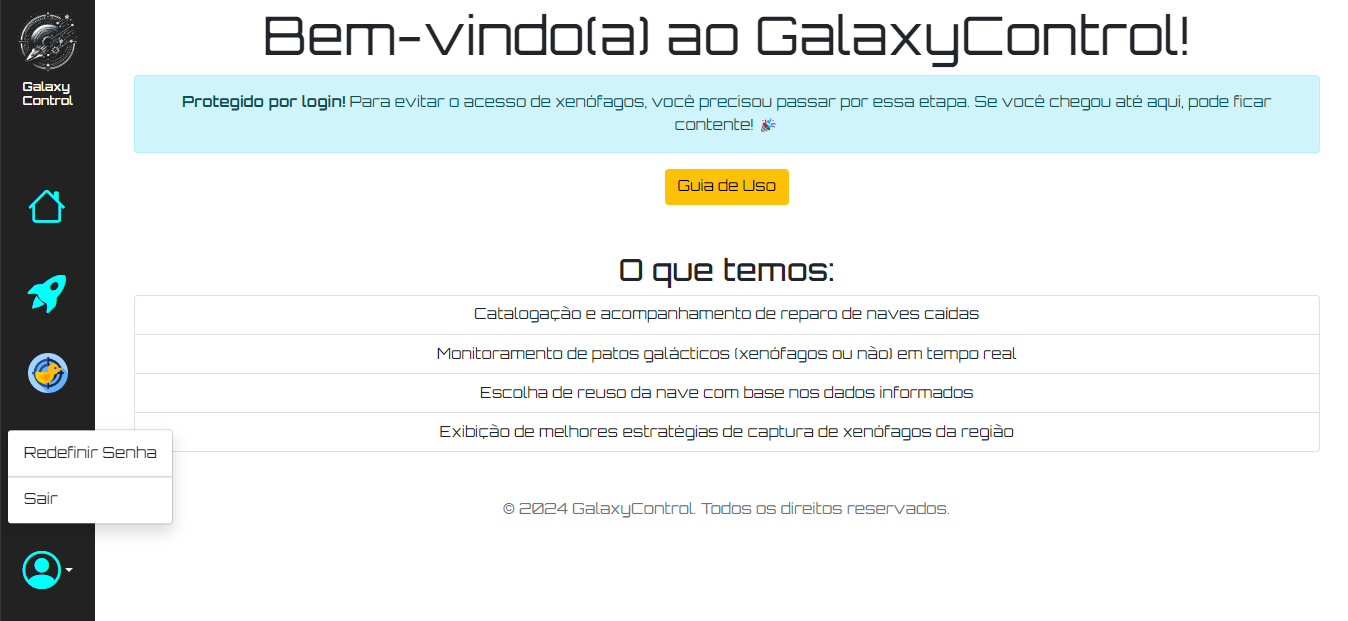 Galaxy
Control
Bem-vindo(a) ao GalaxyControl!
Protegido por login! Para evitar o acesso de xenófagos, você precisou passar por essa etapa. Se você chegou até aqui, pode ficar
contente! 🎉
Guia de Uso
O que temos:
Catalogação e acompanhamento de reparo de naves caídas
Monitoramento de patos galácticos (xenófagos ou não) em tempo real
Escolha de reuso da nave com base nos dados informados
Exibição de melhores estratégias de captura de xenófagos da região
Redefinir Senha
Sair
© 2024 GalaxyControl. Todos os direitos reservados.